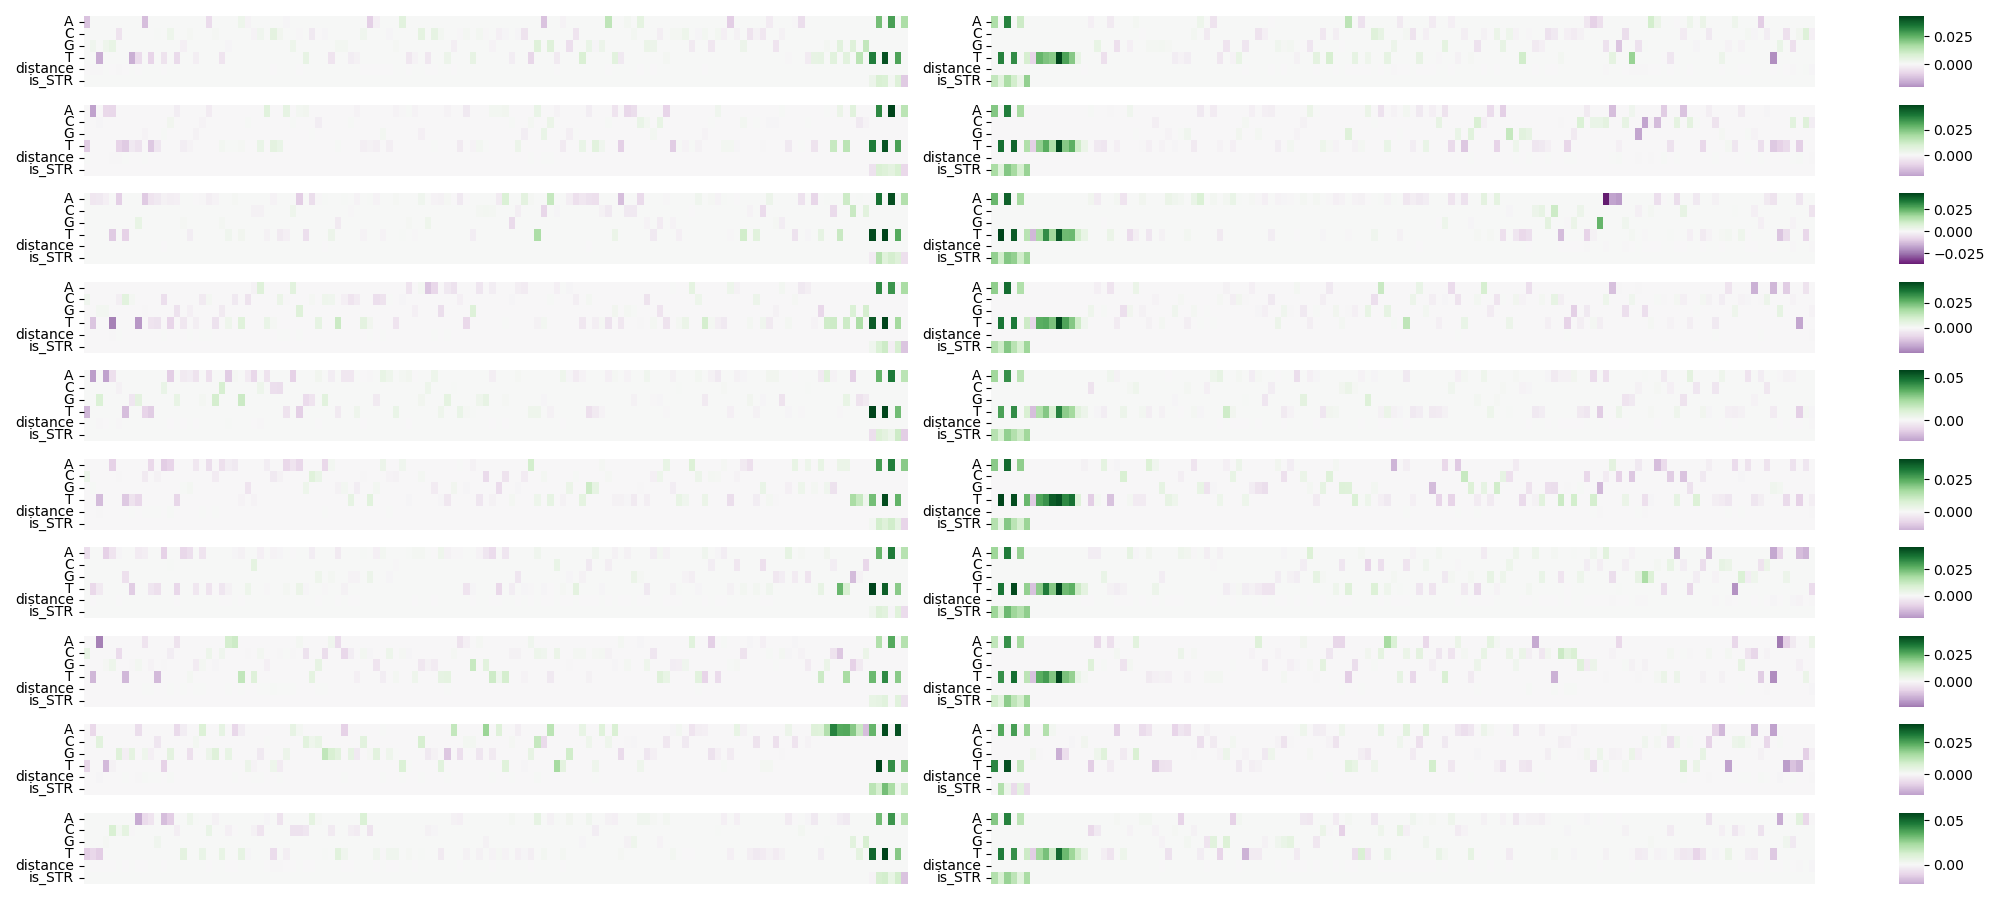 A A 0.025
C C
G G 0.000
T T
distance distance
is_STR is_STR
A A
C C 0.025
G G
T T 0.000
distance distance
is_STR is_STR
A A 0.025
C C
G G 0.000
T T
distance distance −0.025
is_STR is_STR
A A
C C 0.025
G G
T T 0.000
distance distance
is_STR is_STR
A A 0.05
C C
G G
T T 0.00
distance distance
is_STR is_STR
A A
C C 0.025
G G
T T 0.000
distance distance
is_STR is_STR
A A
C C 0.025
G G
T T 0.000
distance distance
is_STR is_STR
A A
C C 0.025
G G
T T 0.000
distance distance
is_STR is_STR
A A
C C 0.025
G G
T T 0.000
distance distance
is_STR is_STR
A A 0.05
C C
G G
T T 0.00
distance distance
is_STR is_STR